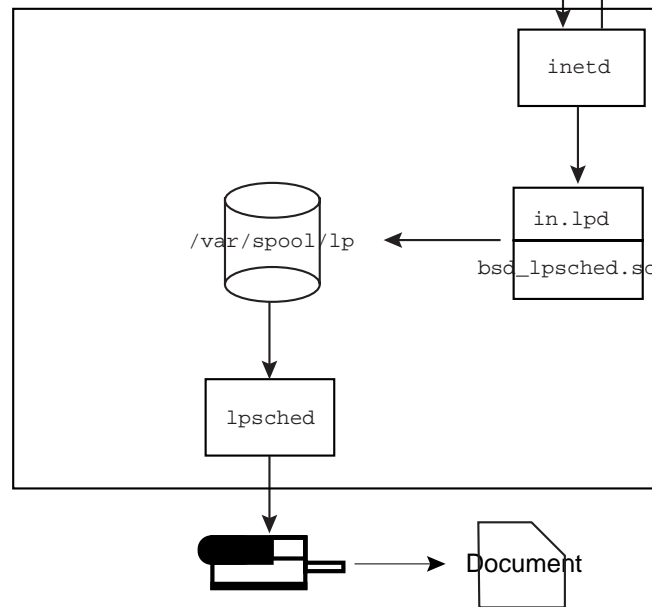 inetd
in.lpd
/var/spool/lp
bsd_lpsched.so
lpsched
Document